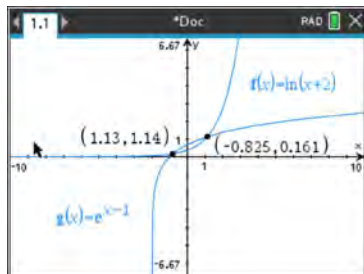 1.1
*Doc
RAD
6.67
y
f(x)=ln(x+2)
(1.13,1.14)
1
(-0.825,0.161)
x
-10
1
10
g(x)=e^x-1
-6.67